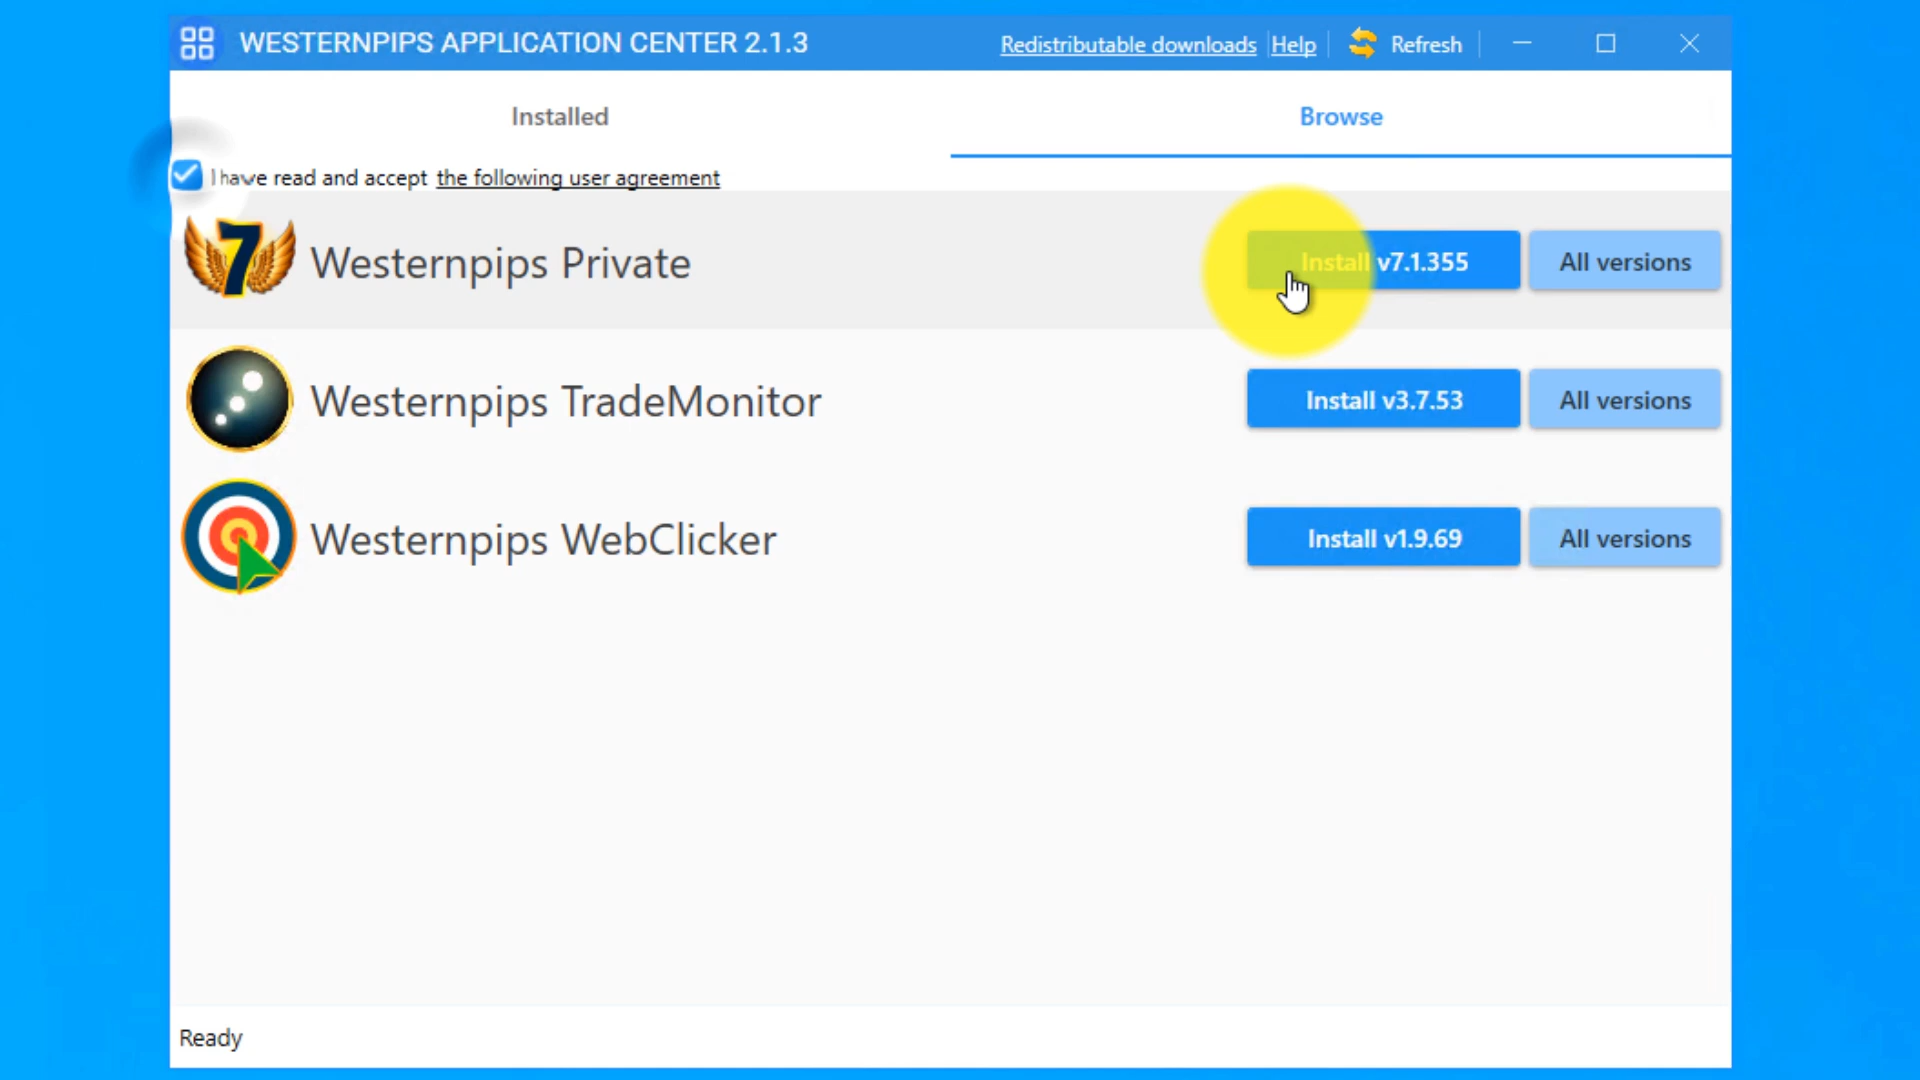 WESTERNPIPS APPLICATION CENTER 2.1.3
Redistributable downloads
Help
Refresh
Installed
Browse
I have read and accept the following user agreement
7
Westernpips Private
Install v7.1.355
All versions
Westernpips TradeMonitor
Install v3.7.53
All versions
Westernpips WebClicker
Install v1.9.69
All versions
Ready